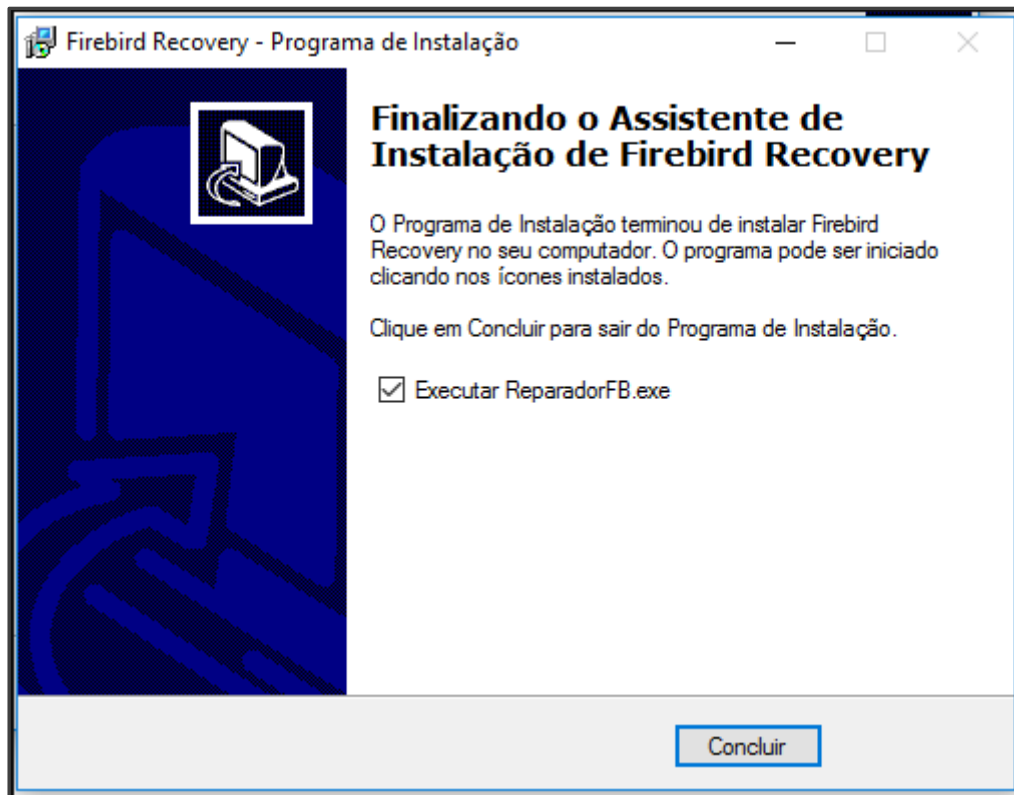 Firebird Recovery - Programa de Instalação
Finalizando o Assistente de
Instalação de Firebird Recovery
O Programa de Instalação terminou de instalar Firebird
Recovery no seu computador. O programa pode ser iniciado
clicando nos ícones instalados.
Clique em Concluir para sair do Programa de Instalação.
Executar ReparadorFB.exe
Concluir